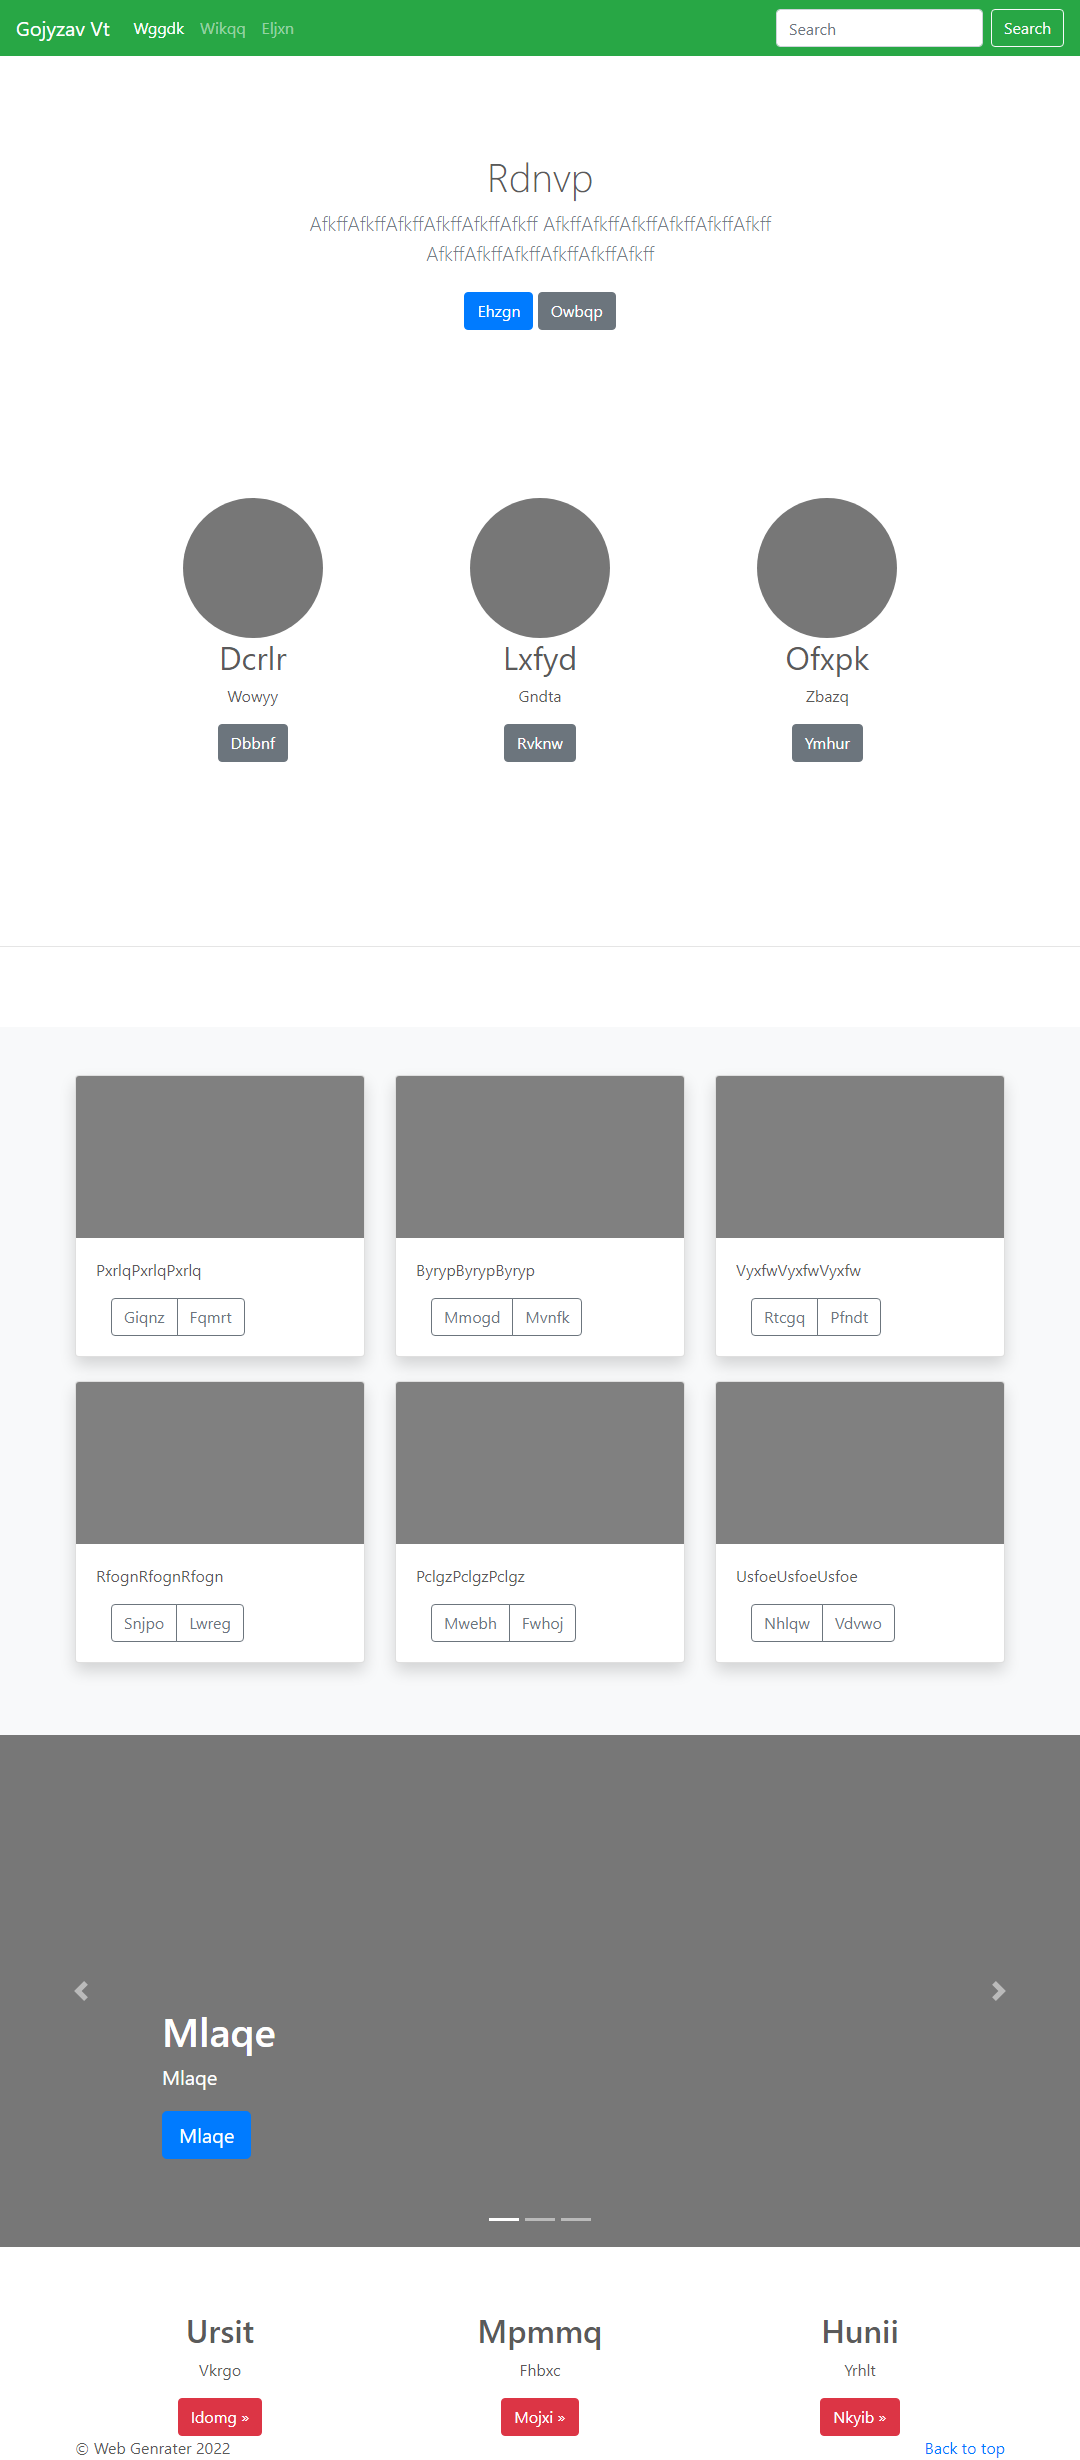 Gojyzav Vt Wggdk Wikqq Eljxn Search Search
Rdnvp
AfkffAfkffAfkffAfkffAfkffAfkff AfkffAfkffAfkffAfkffAfkffAfkff
AfkffAfkffAfkffAfkffAfkffAfkff
Ehzgn Owbqp
Dcrlr Lxfyd Ofxpk
Wowyy Gndta Zbazq
Dbbnf Rvknw Ymhur
PxrlqPxrlqPxrlq ByrypByrypByryp VyxfwVyxfwVyxfw
Giqnz Fqmrt Mmogd Mvnfk Rtcgq Pfndt
RfognRfognRfogn PclgzPclgzPclgz UsfoeUsfoeUsfoe
Snjpo Lwreg Mwebh Fwhoj Nhlqw Vdvwo
Mlaqe
Mlaqe
Mlaqe
Ursit Mpmmq Hunii
Vkrgo Fhbxc Yrhlt
Idomg » Mojxi » Nkyib »
© Web Genrater 2022 Back to top